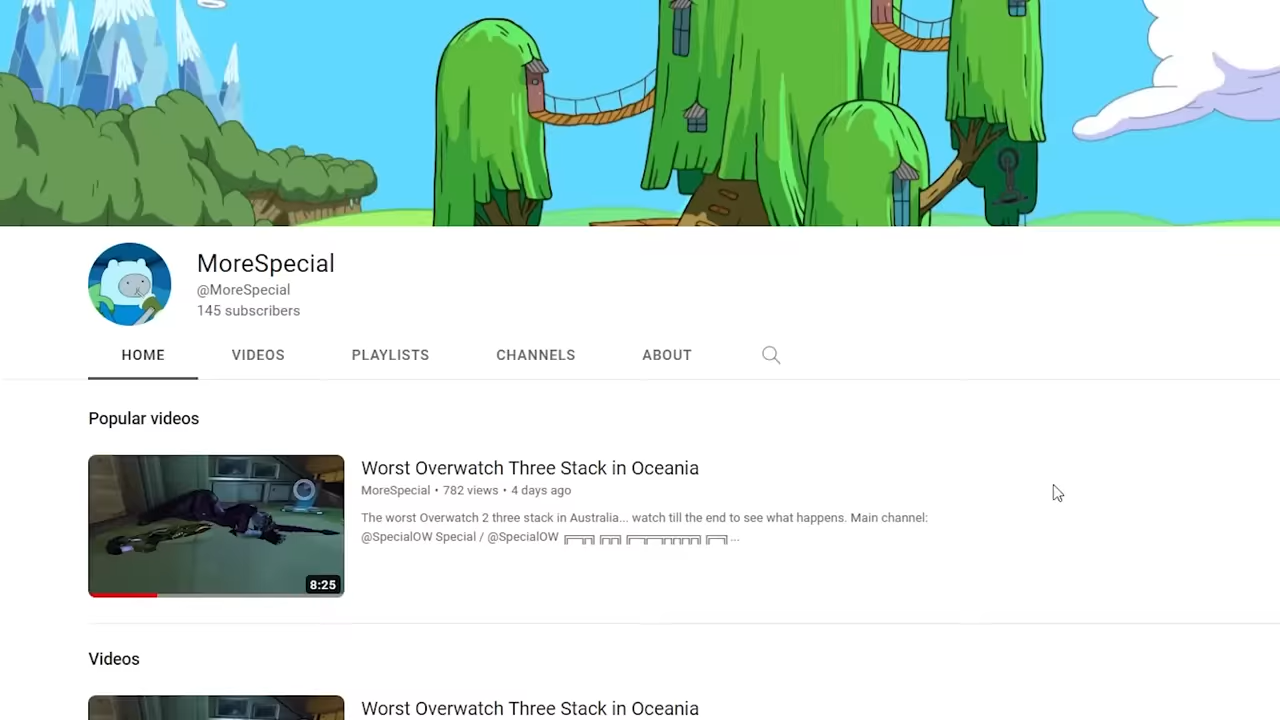 MoreSpecial
@MoreSpecial
145 subscribers
HOME VIDEOS PLAYLISTS CHANNELS ABOUT
Popular videos
8:25
Worst Overwatch Three Stack in Oceania
MoreSpecial • 782 views • 4 days ago
The worst Overwatch 2 three stack in Australia... watch till the end to see what happens. Main channel:
@SpecialOW Special / @SpecialOW ╔═╦╗ ╔╦╗ ╔═╦═╦╦╦╦╗ ╔═╗ ...
Videos
Worst Overwatch Three Stack in Oceania